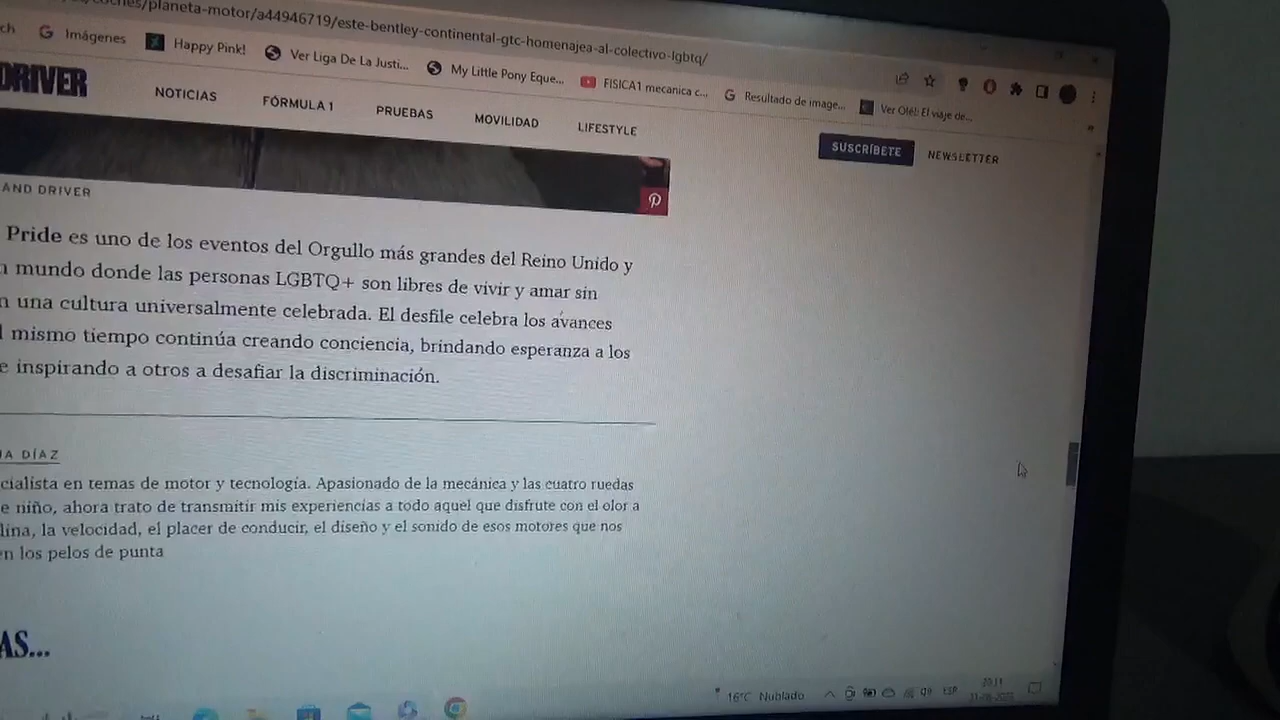 /planeta-motor/a44946719/este-bentley-continental-gtc-homenajea-al-colectivo-lgbtq/
Imágenes Happy Pink! Ver Liga De La Justi... My Little Pony Eque... FISICA1 mecanica c... Resultado de image... Ver Olé!: El viaje de...
DRIVER
NOTICIAS FÓRMULA 1 PRUEBAS MOVILIDAD LIFESTYLE
SUSCRÍBETE NEWSLETTER
AND DRIVER
Pride es uno de los eventos del Orgullo más grandes del Reino Unido y
mundo donde las personas LGBTQ+ son libres de vivir y amar sin
una cultura universalmente celebrada. El desfile celebra los avances
mismo tiempo continúa creando conciencia, brindando esperanza a los
e inspirando a otros a desafiar la discriminación.
DÍAZ
cialista en temas de motor y tecnología. Apasionado de la mecánica y las cuatro ruedas
e niño, ahora trato de transmitir mis experiencias a todo aquel que disfrute con el olor a
lina, la velocidad, el placer de conducir, el diseño y el sonido de esos motores que nos
en los pelos de punta
AS...
16°C Nublado ESP